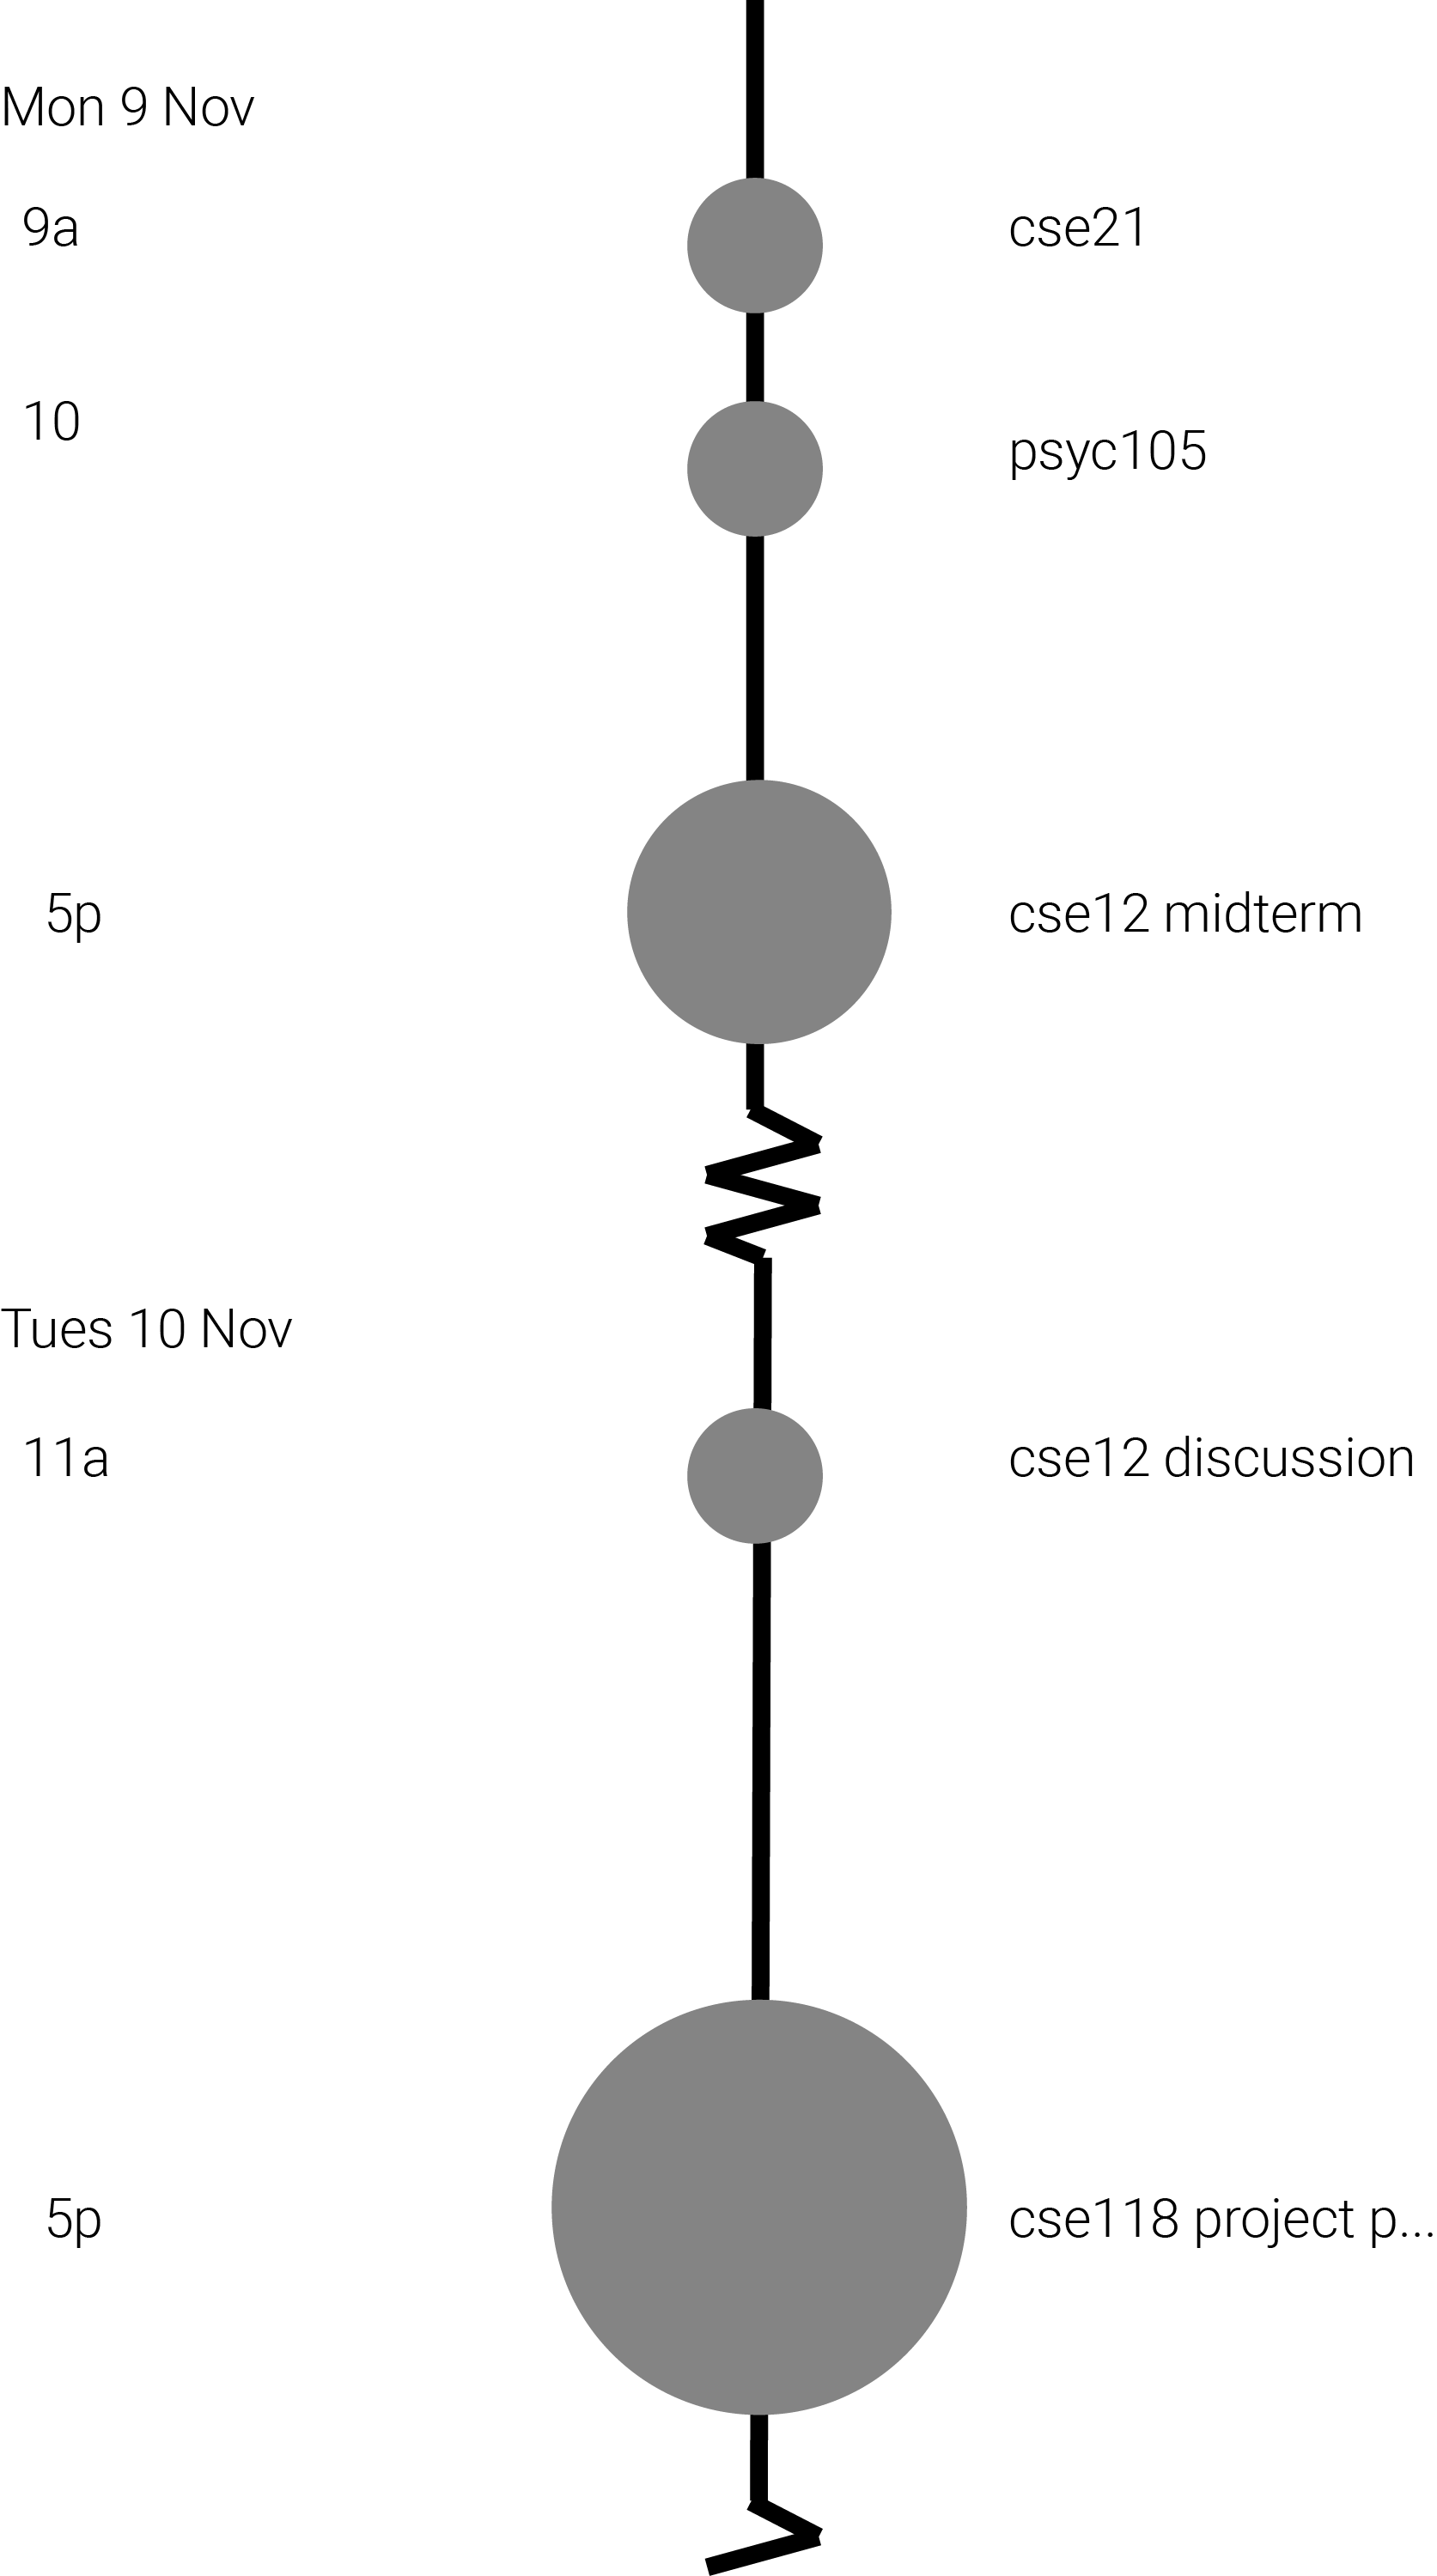 Mon 9 Nov
9a cse21
10 psyc105
5p cse12 midterm
Tues 10 Nov
11a cse12 discussion
5p cse118 project p...